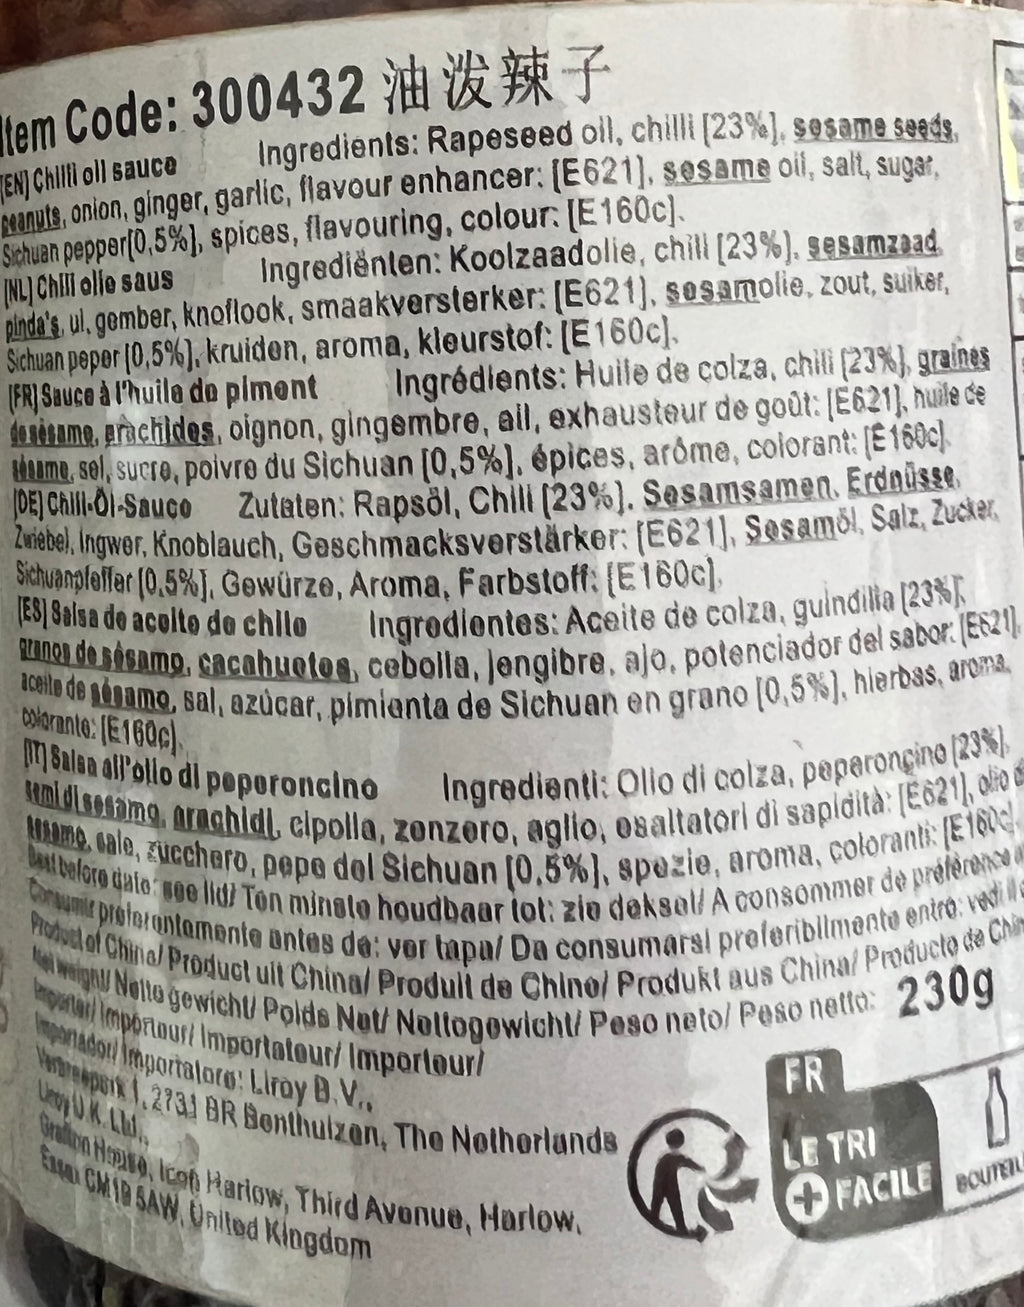 Item Code: 300432 油泼辣子
[EN] Chilli oil sauce Ingredients: Rapeseed oil, chilli [23%], sesame seeds,
peanuts, onion, ginger, garlic, flavour enhancer: [E621], sesame oil, salt, sugar,
Sichuan pepper[0,5%], spices, flavouring, colour: [E160c].
[NL] Chili olie saus Ingrediënten: Koolzaadolie, chili [23%], sesamzaad,
pinda's, ui, gember, knoflook, smaakversterker: [E621], sesamolie, zout, suiker,
Sichuan peper [0,5%], kruiden, aroma, kleurstof: [E160c].
[FR] Sauce à l'huile de piment Ingrédients: Huile de colza, chili [23%], graines
de sésame, arachides, oignon, gingembre, ail, exhausteur de goût: [E621], huile de
sésame, sel, sucre, poivre du Sichuan [0,5%], épices, arôme, colorant: [E160c].
[DE] Chili-Öl-Sauce Zutaten: Rapsöl, Chili [23%], Sesamsamen, Erdnüsse,
Zwiebel, Ingwer, Knoblauch, Geschmacksverstärker: [E621], Sesamöl, Salz, Zucker,
Sichuanpfeffer [0,5%], Gewürze, Aroma, Farbstoff: [E160c].
[ES] Salsa de aceite de chile Ingredientes: Aceite de colza, guindilla [23%],
granos de sésamo, cacahuetes, cebolla, jengibre, ajo, potenciador del sabor: [E621],
aceite de sésamo, sal, azúcar, pimienta de Sichuan en grano [0,5%], hierbas, aroma,
colorante: [E160c].
[IT] Salsa all'olio di peperoncino Ingredienti: Olio di colza, peperoncino [23%],
semi di sesamo, arachidi, cipolla, zenzero, aglio, esaltatori di sapidità: [E621], olio d
sesamo, sale, zucchero, pepe del Sichuan [0,5%], spezie, aroma, coloranti: [E160c].
Best before date: see lid/ Ten minste houdbaar tot: zie deksel/ A consommer de préférence a
Consumir preferentemente antes de: ver tapa/ Da consumarsi preferibilmente entro: vedi il c
Product of China/ Product uit China/ Produit de Chine/ Produkt aus China/ Producto de Chin
Net weight/ Netto gewicht/ Poids Net/ Nettogewicht/ Peso neto/ Peso netto: 230g
Importer/ Importeur/ Importateur/ Importeur/
Importador/ Importatore: Liroy B.V.,
1, 2731 BR Benthuizen, The Netherlands
Liroy U.K. Ltd.,
Grafton House, Icon Harlow, Third Avenue, Harlow,
Essex CM19 5AW, United Kingdom
FR
LE TRI
+ FACILE
BOUTEIL